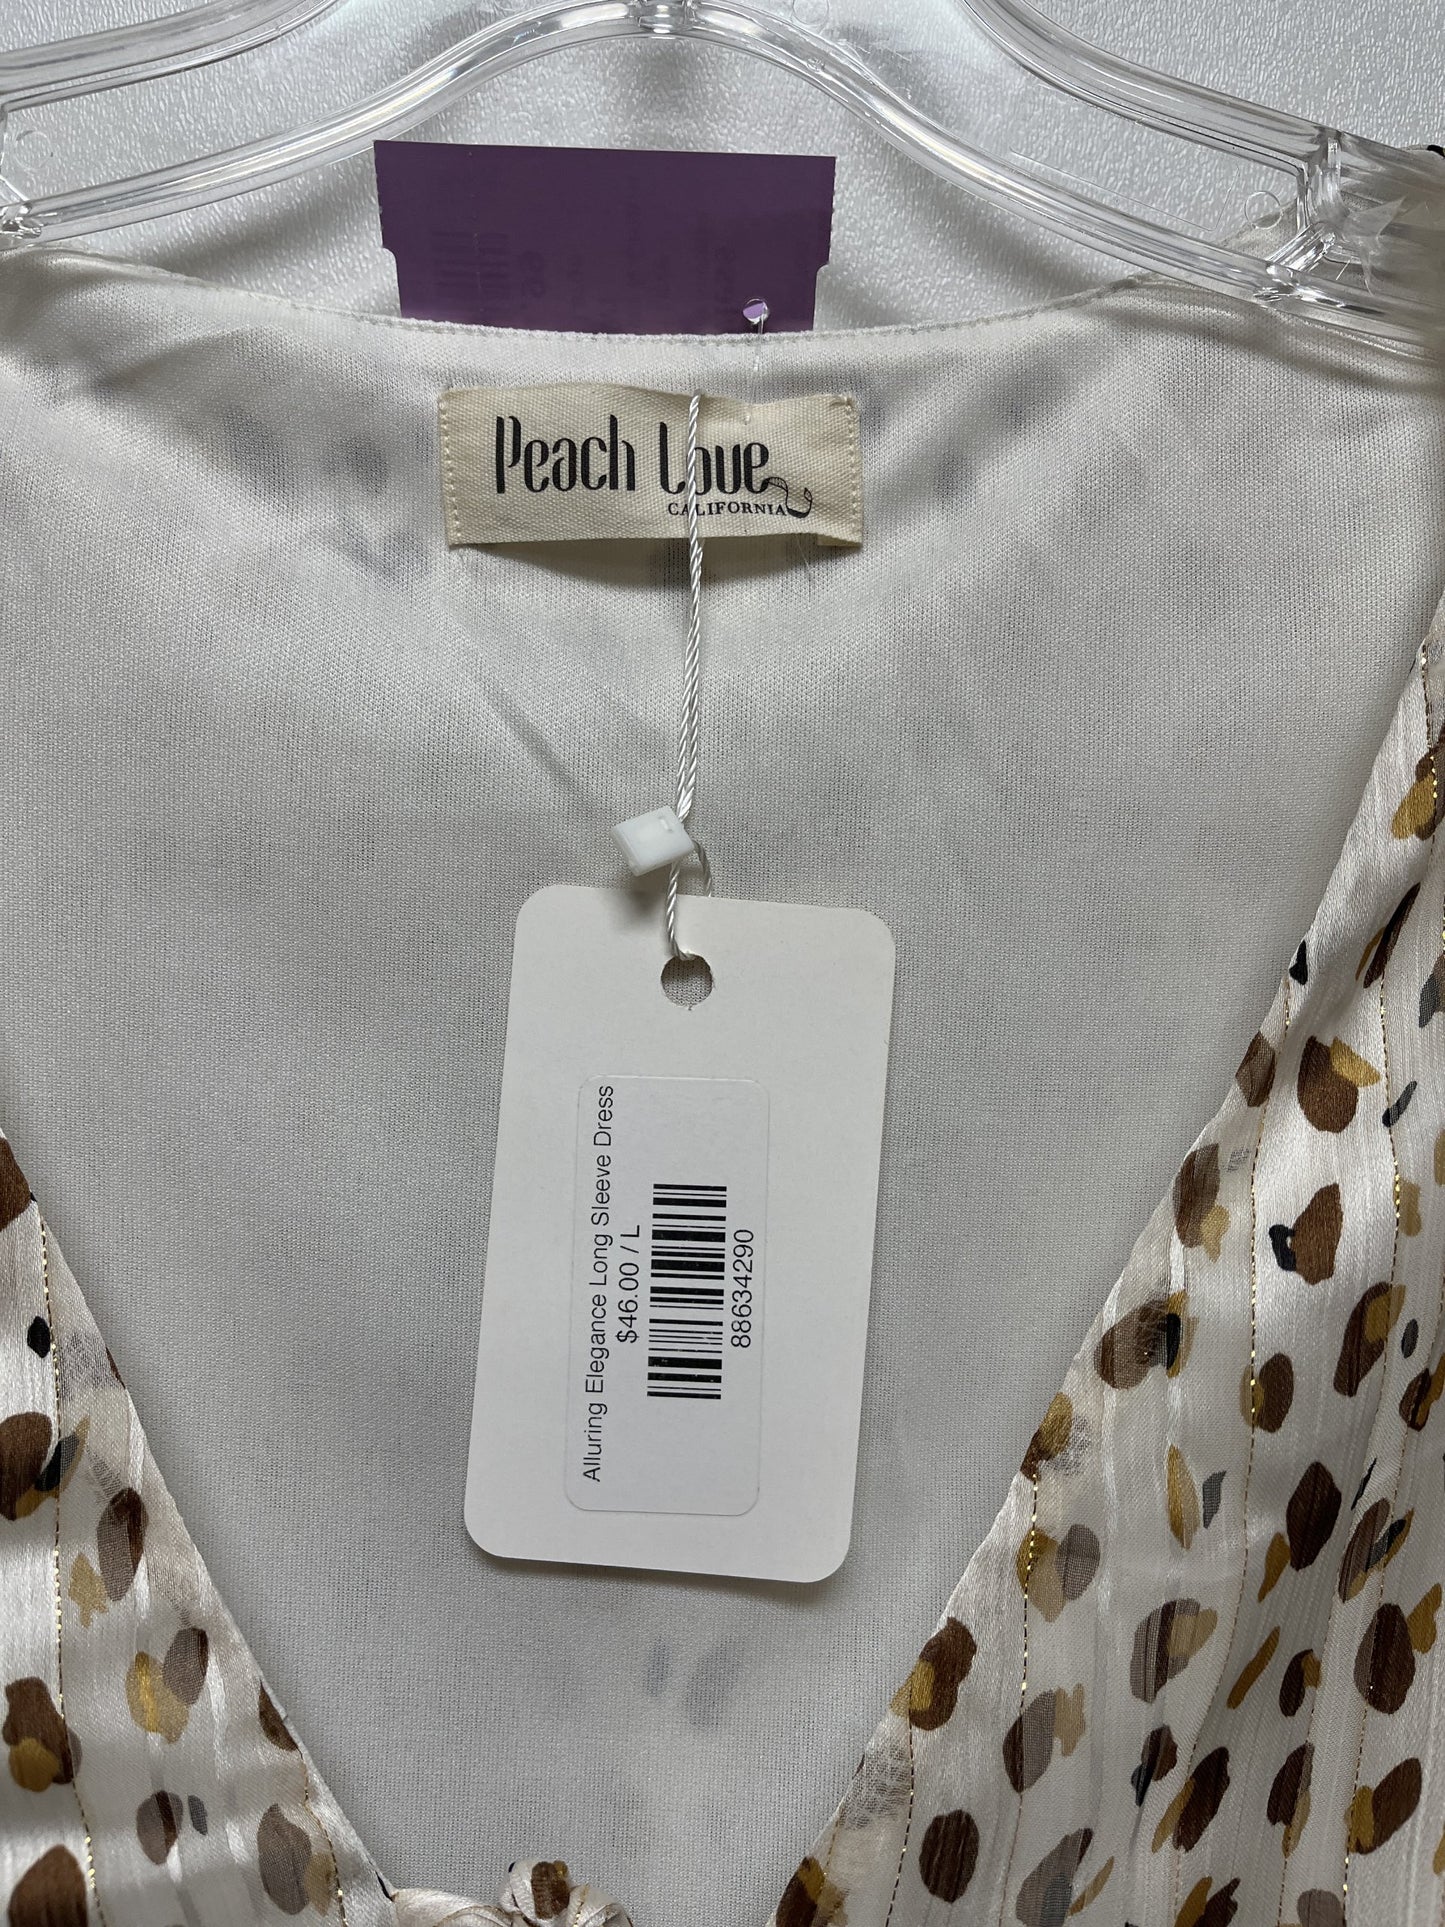 Peach Love
CALIFORNIA
Alluring Elegance Long Sleeve Dress
$46.00 / L
88634290